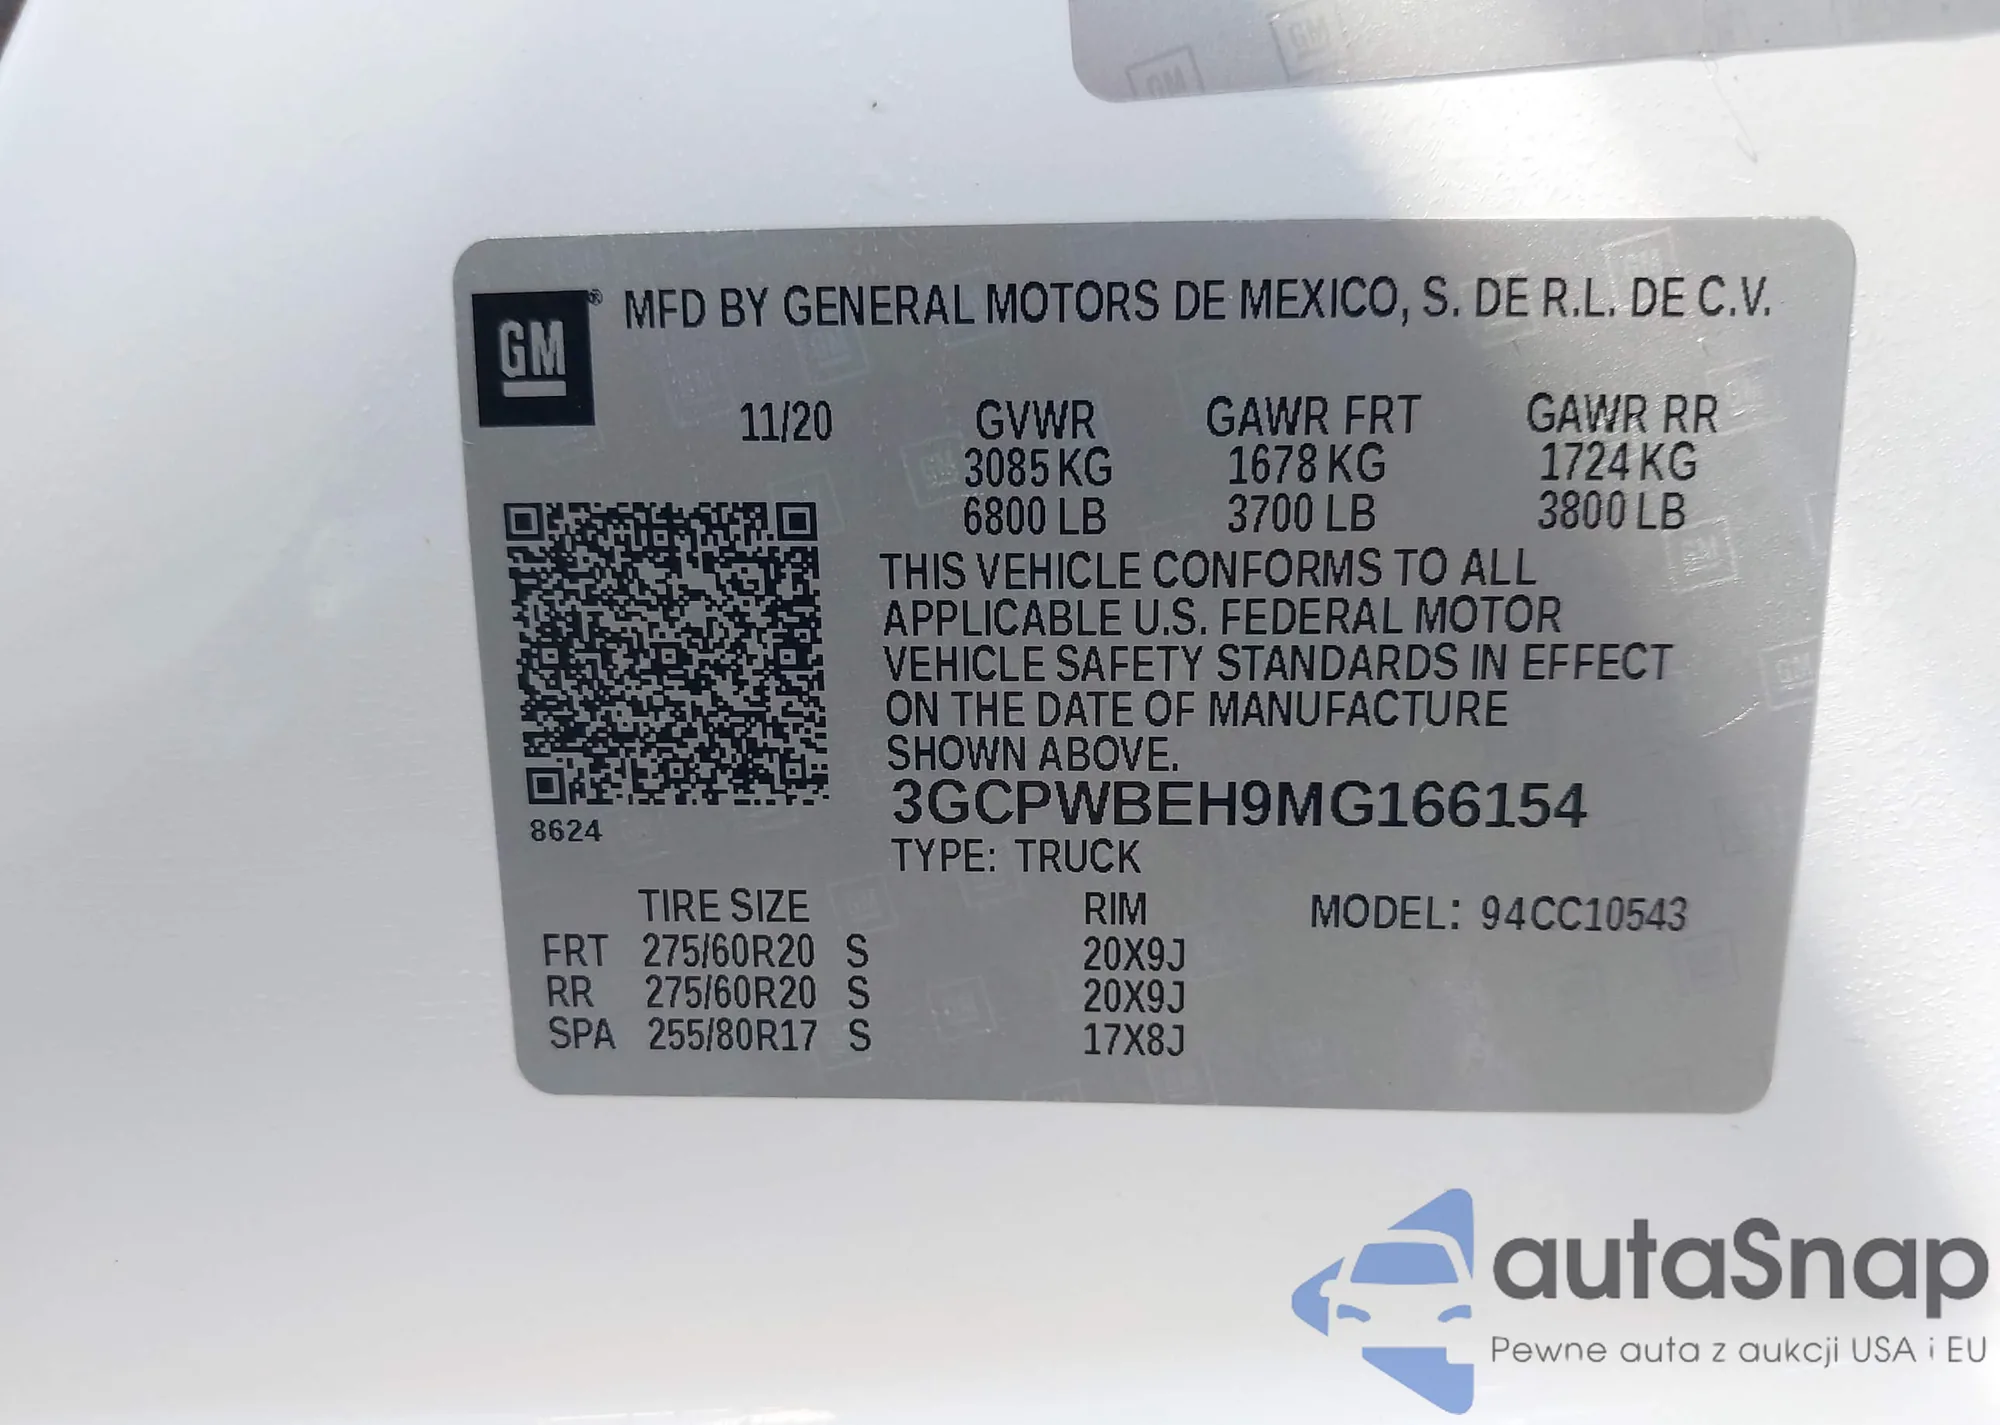 GM
GM
GM® MFD BY GENERAL MOTORS DE MEXICO, S. DE R.L. DE C.V.
11/20 GVWR GAWR FRT GAWR RR
3085 KG 1678 KG 1724 KG
6800 LB 3700 LB 3800 LB
THIS VEHICLE CONFORMS TO ALL
APPLICABLE U.S. FEDERAL MOTOR
VEHICLE SAFETY STANDARDS IN EFFECT
ON THE DATE OF MANUFACTURE
SHOWN ABOVE.
3GCPWBEH9MG166154
8624
TYPE: TRUCK
TIRE SIZE RIM MODEL: 94CC10543
FRT 275/60R20 S 20X9J
RR 275/60R20 S 20X9J
SPA 255/80R17 S 17X8J
autaSnap
Pewne auta z aukcji USA i EU